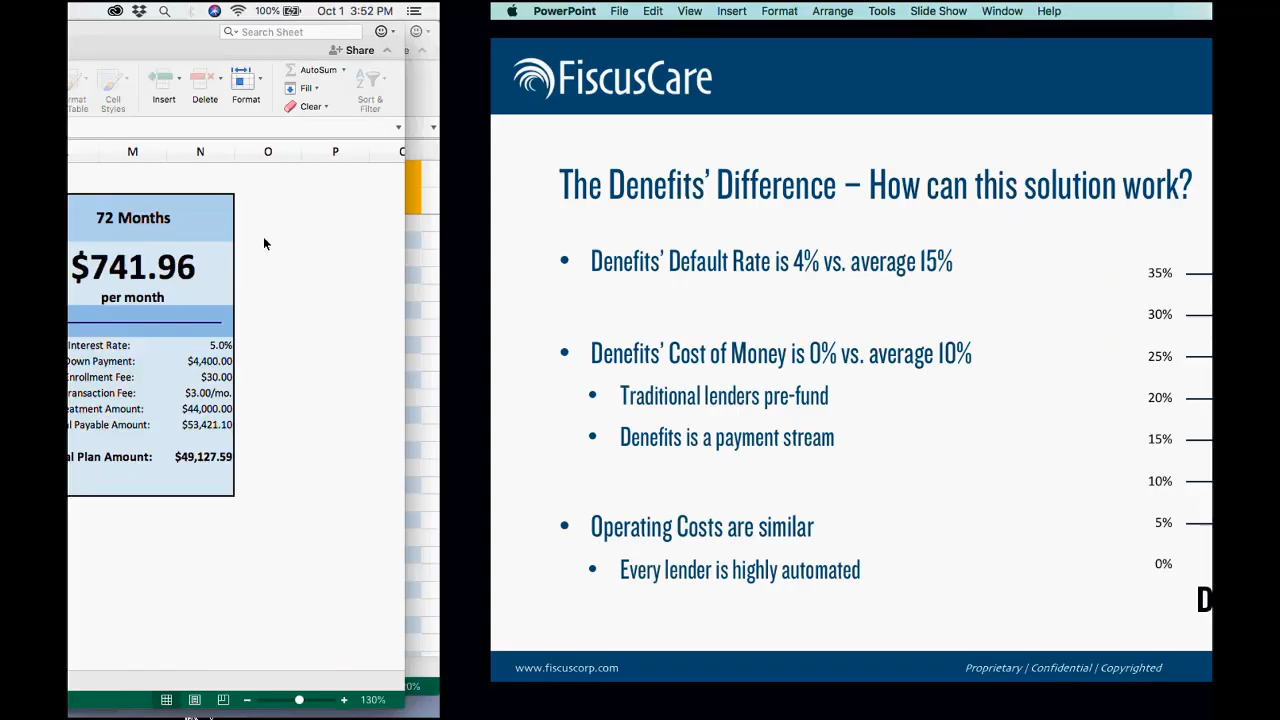 100%
Oct 1 3:52 PM
Search Sheet
Share
AutoSum
Fill
Clear
Cell
Styles
Insert
Delete
Format
Sort &
Filter
M N O P
72 Months
$741.96
per month
Interest Rate: 5.0%
Down Payment: $4,400.00
Enrollment Fee: $30.00
$3.00/mo.
$44,000.00
Payable Amount: $53,421.10
Plan Amount: $49,127.59
130%
PowerPoint File Edit View Insert Format Arrange Tools Slide Show Window Help
FiscusCare
The Denefits’ Difference – How can this solution work?
• Denefits’ Default Rate is 4% vs. average 15%
• Denefits’ Cost of Money is 0% vs. average 10%
• Traditional lenders pre-fund
• Denefits is a payment stream
• Operating Costs are similar
• Every lender is highly automated
35%
30%
25%
20%
15%
10%
5%
0%
D
www.fiscuscorp.com
Proprietary | Confidential | Copyrighted